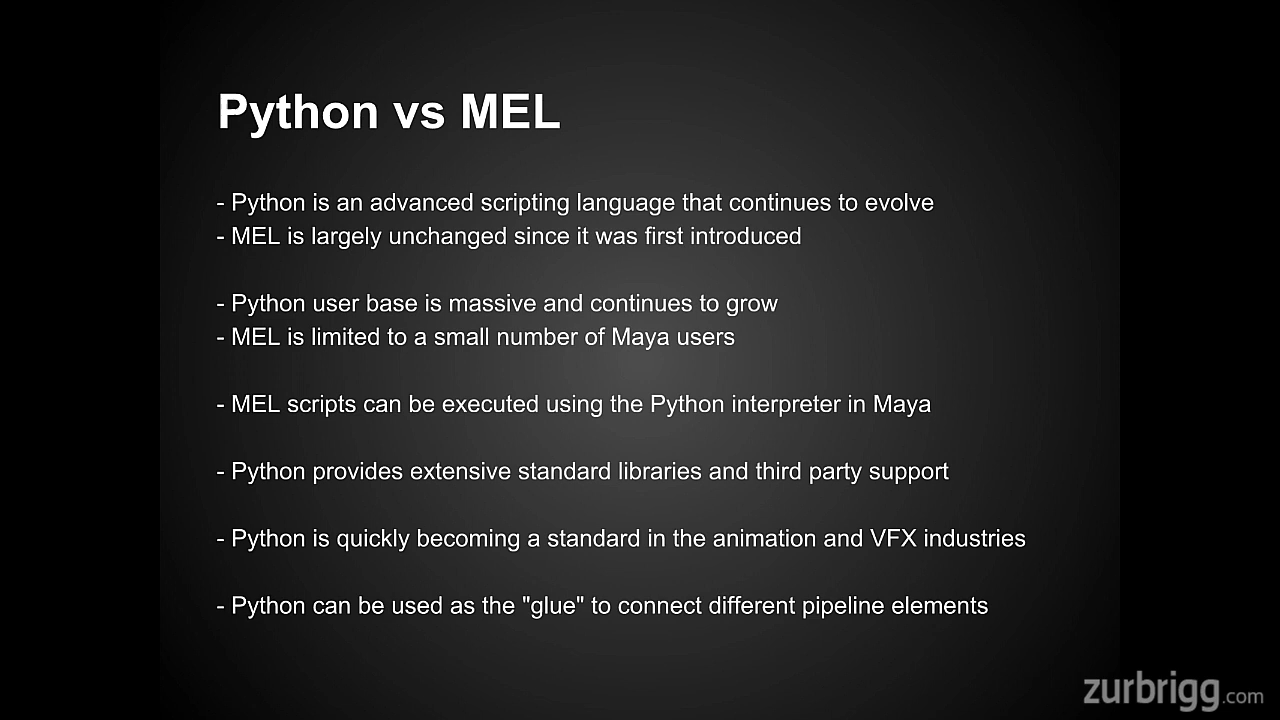 Python vs MEL
- Python is an advanced scripting language that continues to evolve
- MEL is largely unchanged since it was first introduced
- Python user base is massive and continues to grow
- MEL is limited to a small number of Maya users
- MEL scripts can be executed using the Python interpreter in Maya
- Python provides extensive standard libraries and third party support
- Python is quickly becoming a standard in the animation and VFX industries
- Python can be used as the "glue" to connect different pipeline elements
zurbrigg.com